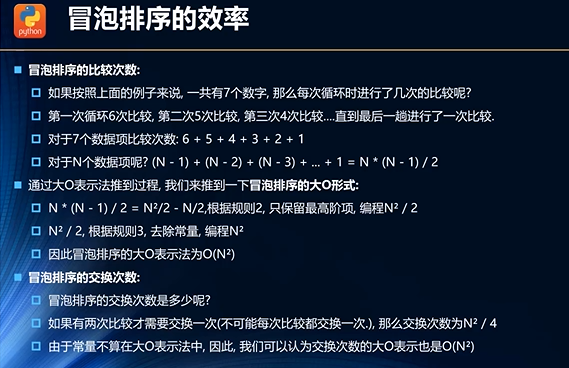 python
冒泡排序的效率
冒泡排序的比较次数:
如果按照上面的例子来说, 一共有7个数字, 那么每次循环时进行了几次的比较呢?
第一次循环6次比较, 第二次5次比较, 第三次4次比较....直到最后一趟进行了一次比较.
对于7个数据项比较次数: 6 + 5 + 4 + 3 + 2 + 1
对于N个数据项呢? (N - 1) + (N - 2) + (N - 3) + ... + 1 = N * (N - 1) / 2
通过大O表示法推到过程, 我们来推到一下冒泡排序的大O形式:
N * (N - 1) / 2 = N²/2 - N/2,根据规则2, 只保留最高阶项, 编程N² / 2
N² / 2, 根据规则3, 去除常量, 编程N²
因此冒泡排序的大O表示法为O(N²)
冒泡排序的交换次数:
冒泡排序的交换次数是多少呢?
如果有两次比较才需要交换一次(不可能每次比较都交换一次.), 那么交换次数为N² / 4
由于常量不算在大O表示法中, 因此, 我们可以认为交换次数的大O表示也是O(N²)